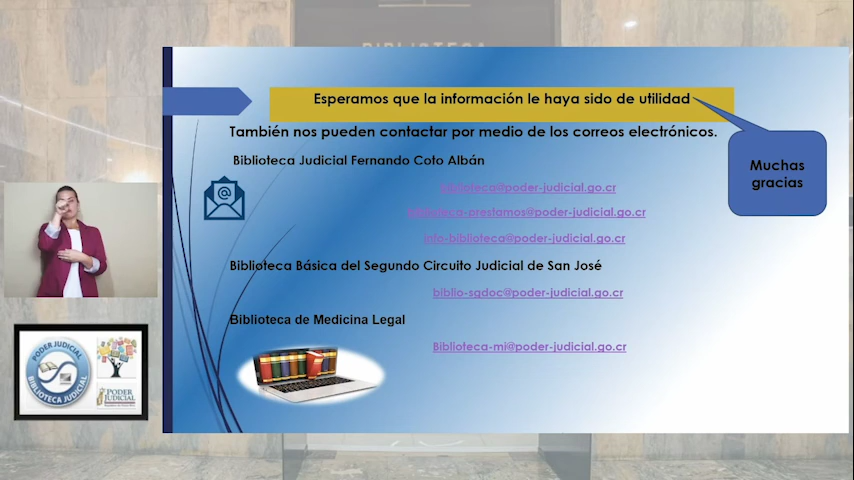 BIBLIOTECA
Esperamos que la información le haya sido de utilidad
También nos pueden contactar por medio de los correos electrónicos.
Muchas
gracias
Biblioteca Judicial Fernando Coto Albán
biblioteca@poder-judicial.go.cr
biblioteca-prestamos@poder-judicial.go.cr
info-biblioteca@poder-judicial.go.cr
Biblioteca Básica del Segundo Circuito Judicial de San José
biblio-sgdoc@poder-judicial.go.cr
Biblioteca de Medicina Legal
Biblioteca-ml@poder-judicial.go.cr
PODER JUDICIAL
BIBLIOTECA JUDICIAL
PODER
JUDICIAL